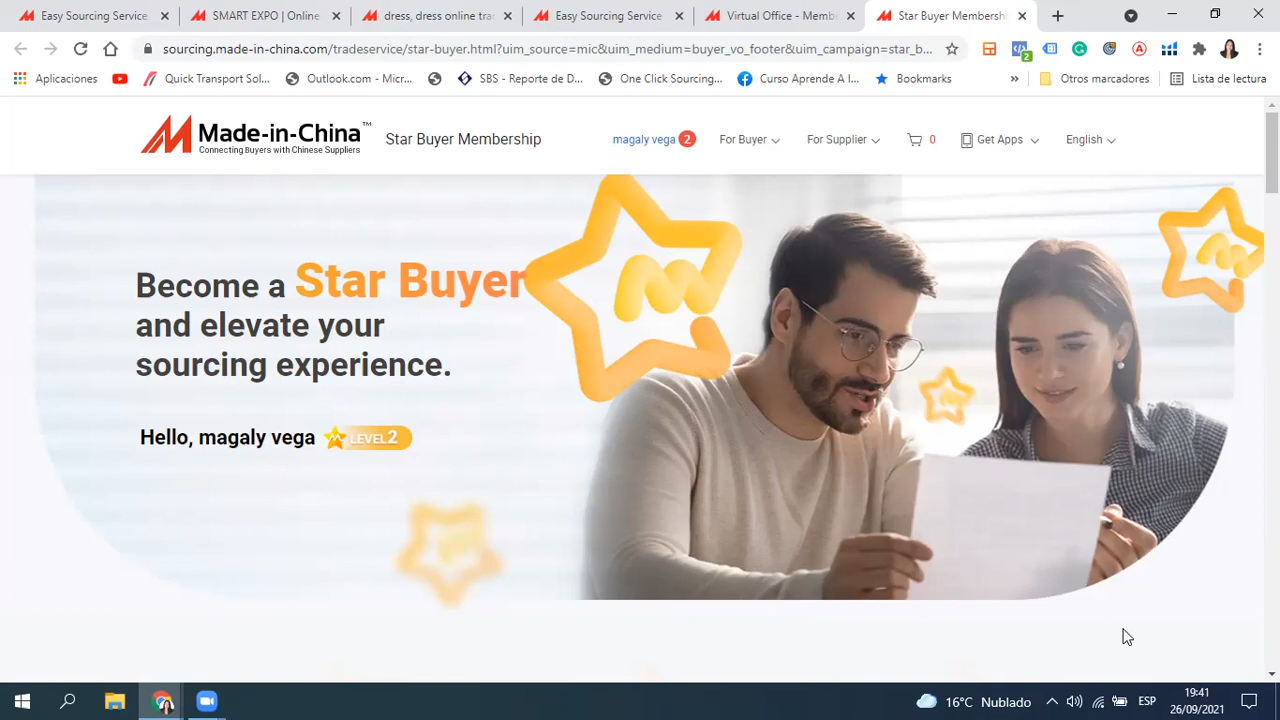 Easy Sourcing Service
SMART EXPO | Online
dress, dress online tra
Easy Sourcing Service
Virtual Office - Memb
Star Buyer Membersh
sourcing.made-in-china.com/tradeservice/star-buyer.html?uim_source=mic&uim_medium=buyer_vo_footer&uim_campaign=star_b...
2
Aplicaciones
Quick Transport Sol...
Outlook.com - Micr...
SBS - Reporte de D...
One Click Sourcing...
Curso Aprende A I...
Bookmarks
»
Otros marcadores
Lista de lectura
Made-in-China™
Connecting Buyers with Chinese Suppliers
Star Buyer Membership
magaly vega 2
For Buyer
For Supplier
0
Get Apps
English
Become a Star Buyer
and elevate your
sourcing experience.
Hello, magaly vega LEVEL2
16°C Nublado
ESP
19:41
26/09/2021